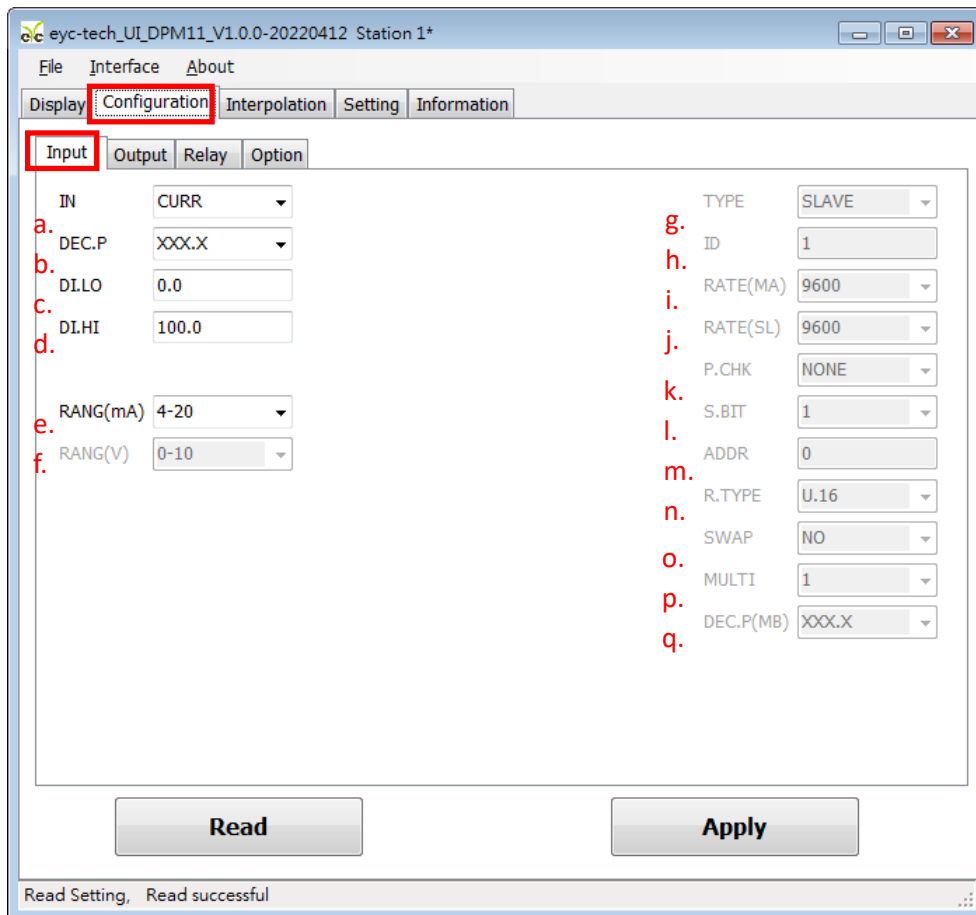 eyc-tech_UI_DPM11_V1.0.0-20220412 Station 1*
File Interface About
Display Configuration Interpolation Setting Information
Input Output Relay Option
IN CURR
a.
DEC.P XXX.X
b.
DI.LO 0.0
c.
DI.HI 100.0
d.
RANG(mA) 4-20
e.
RANG(V) 0-10
f.
TYPE SLAVE
g.
ID 1
h.
RATE(MA) 9600
i.
RATE(SL) 9600
j.
P.CHK NONE
k.
S.BIT 1
l.
ADDR 0
m.
R.TYPE U.16
n.
SWAP NO
o.
MULTI 1
p.
DEC.P(MB) XXX.X
q.
Read Apply
Read Setting, Read successful